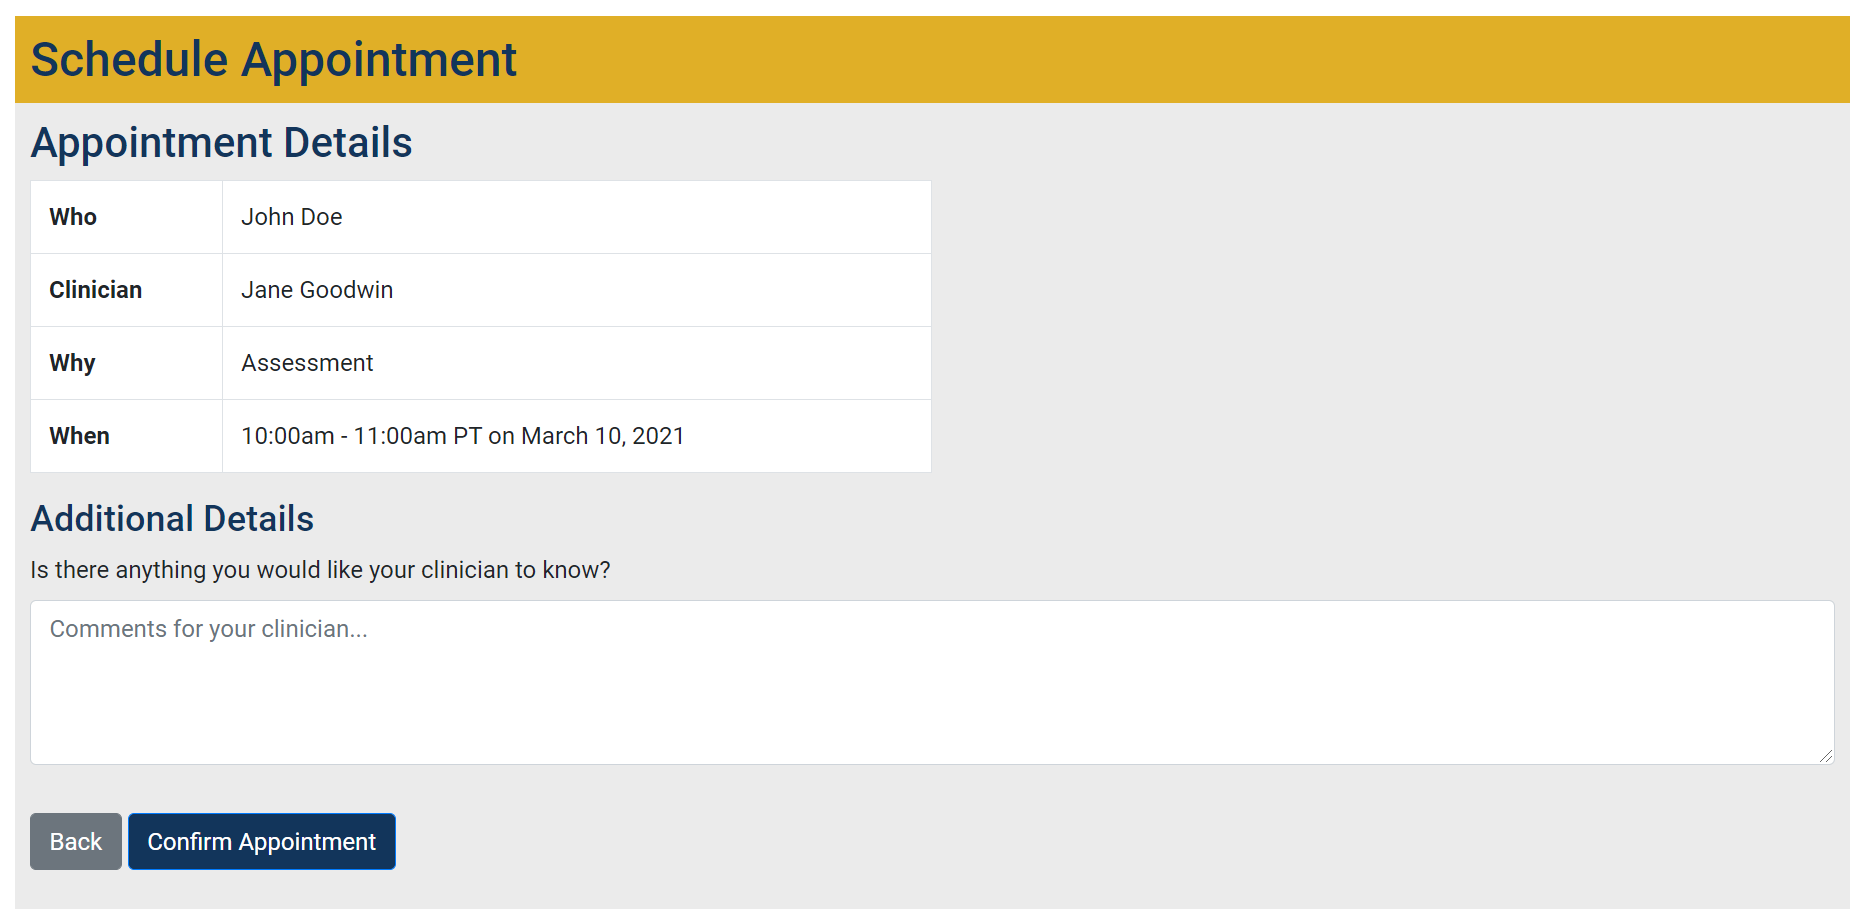 Schedule Appointment
Appointment Details
Who John Doe
Clinician Jane Goodwin
Why Assessment
When 10:00am - 11:00am PT on March 10, 2021
Additional Details
Is there anything you would like your clinician to know?
Comments for your clinician...
Back Confirm Appointment